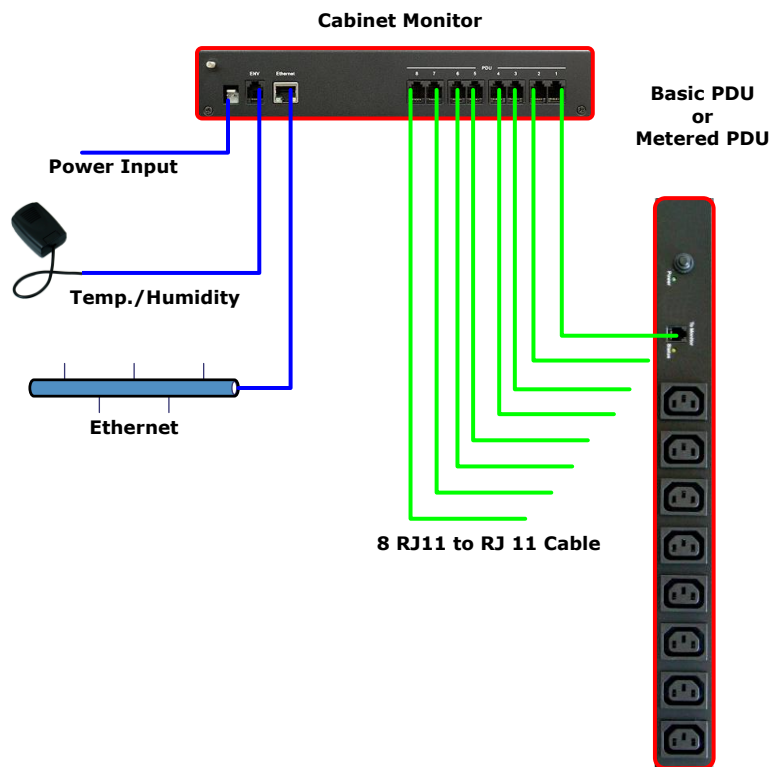 Cabinet Monitor
PDU
ENV
Ethernet
8 7 6 5 4 3 2 1
Basic PDU
or
Metered PDU
Power Input
Temp./Humidity
Ethernet
8 RJ11 to RJ 11 Cable
Power
To Monitor
Status